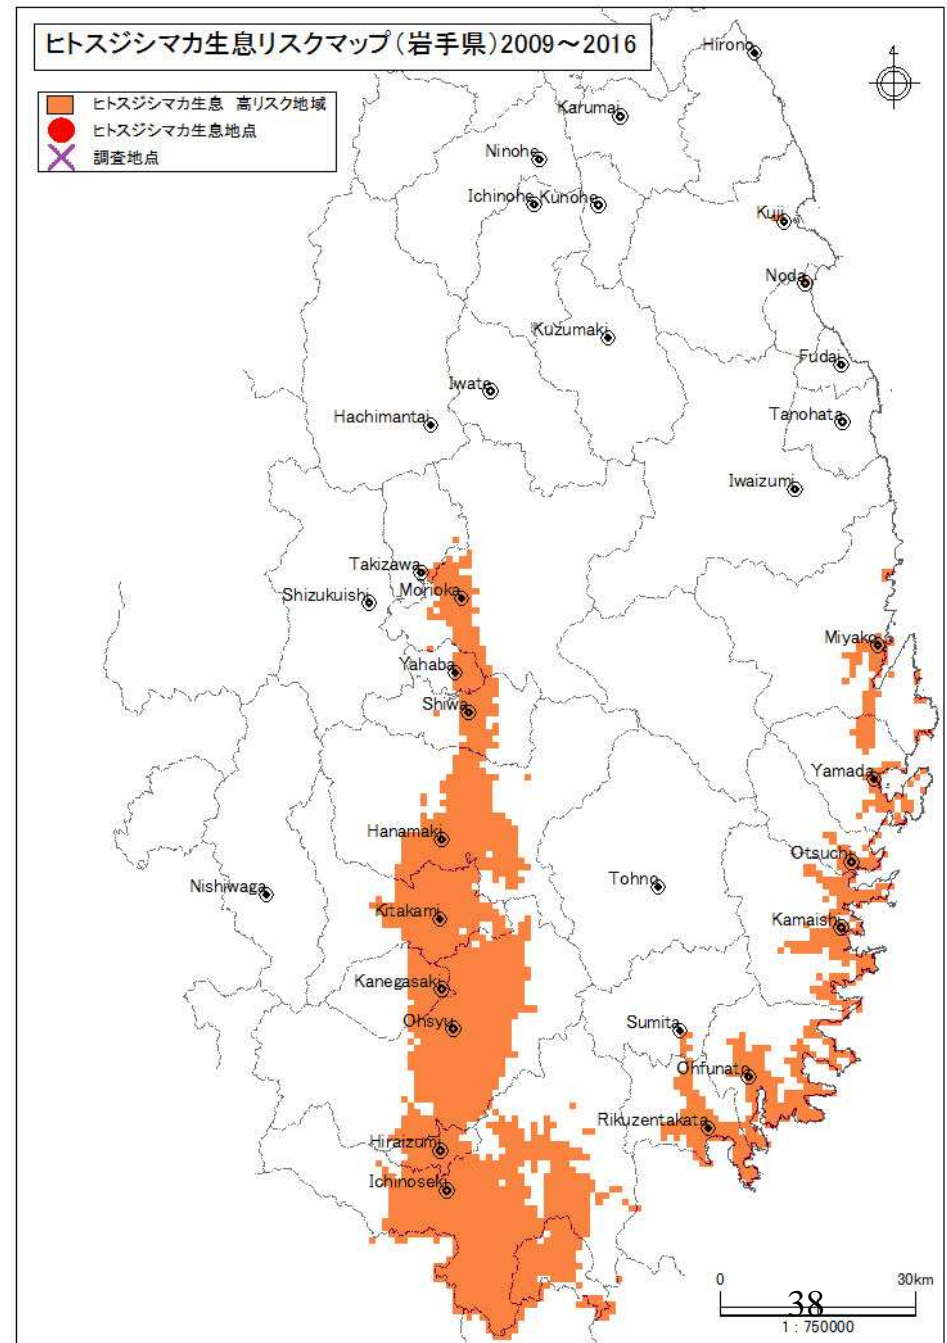 ヒトスジシマカ生息リスクマップ(岩手県)2009~2016
ヒトスジシマカ生息 高リスク地域
ヒトスジシマカ生息地点
調査地点
4
Hirono
Karumai
Ninohe
Ichinohe
Kunohe
Kuji
Noda
Kuzumaki
Fudai
Iwate
Tanohata
Hachimantai
Iwaizumi
Takizawa
Morioka
Shizukuishi
Miyako
Yahaba
Shiwa
Yamada
Hanamaki
Otsuchi
Tohno
Nishiwaga
Kitakami
Kamaishi
Kanegasaki
Ohsyu
Sumita
Ohfunato
Rikuzentakata
Hiraizumi
Ichinoseki
0 30km
38
1 : 750000